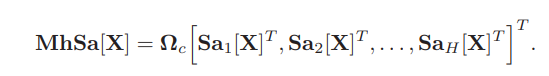 MhSa[X] = Ω_c[Sa_1[X]^T, Sa_2[X]^T, ..., Sa_H[X]^T]^T.